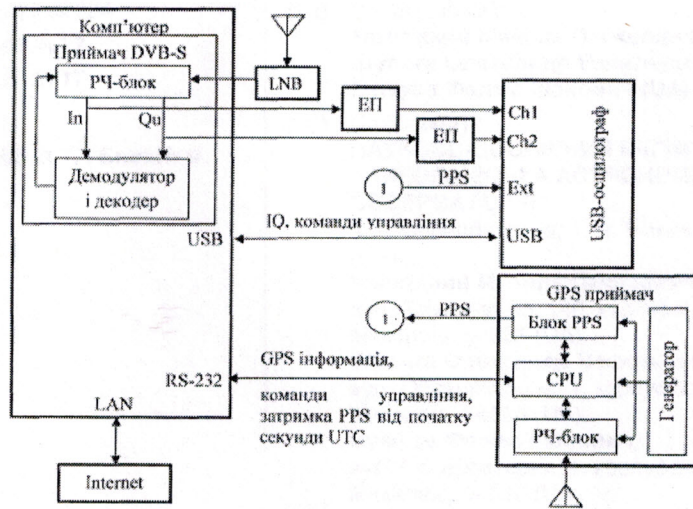 Комп’ютер
Приймач DVB-S
РЧ-блок
LNB
In
Qu
ЕП
ЕП
Ch1
Ch2
Ext
USB
USB-осцилограф
Демодулятор
і декодер
1
PPS
USB
IQ, команди управління
GPS приймач
1
PPS
Блок PPS
CPU
РЧ-блок
Генератор
RS-232
GPS інформація,
команди управління,
затримка PPS від початку
секунди UTC
LAN
Internet